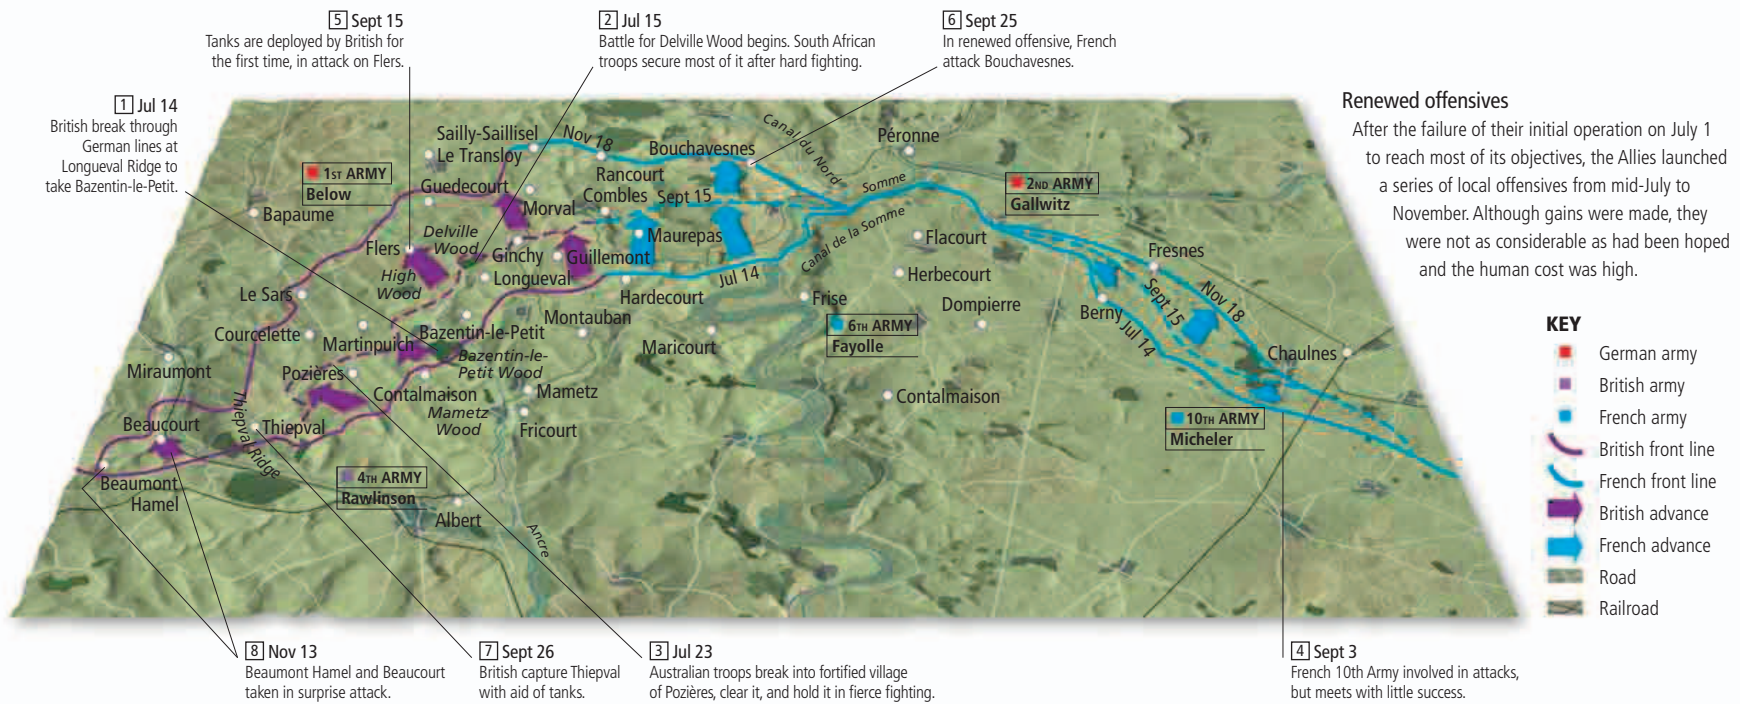 5 Sept 15
Tanks are deployed by British for
the first time, in attack on Flers.
2 Jul 15
Battle for Delville Wood begins. South African
troops secure most of it after hard fighting.
6 Sept 25
In renewed offensive, French
attack Bouchavesnes.
1 Jul 14
British break through
German lines at
Longueval Ridge to
take Bazentin-le-Petit.
Renewed offensives
After the failure of their initial operation on July 1
to reach most of its objectives, the Allies launched
a series of local offensives from mid-July to
November. Although gains were made, they
were not as considerable as had been hoped
and the human cost was high.
KEY
German army
British army
French army
British front line
French front line
British advance
French advance
Road
Railroad
Sailly-Saillisel
Le Transloy
Nov 18
Bouchavesnes
Canal du Nord
Péronne
1ST ARMY
Below
Guedecourt
Rancourt
Combles
Sept 15
Somme
2ND ARMY
Gallwitz
Bapaume
Morval
Delville
Wood
Maurepas
Canal de la Somme
Flacourt
Flers
Ginchy
Guillemont
Fresnes
High
Wood
Longueval
Jul 14
Herbecourt
Le Sars
Hardecourt
Frise
Dompierre
Berny
Sept 15
Nov 18
Courcelette
Martinpuich
Bazentin-le-Petit
Montauban
Maricourt
6TH ARMY
Fayolle
Jul 14
Chaulnes
Miraumont
Pozières
Bazentin-le-
Petit Wood
Contalmaison
Mametz
Contalmaison
Mametz
Wood
Fricourt
Beaucourt
Thiepval Ridge
Thiepval
10TH ARMY
Micheler
Beaumont
Hamel
4TH ARMY
Rawlinson
Albert
Ancre
8 Nov 13
Beaumont Hamel and Beaucourt
taken in surprise attack.
7 Sept 26
British capture Thiepval
with aid of tanks.
3 Jul 23
Australian troops break into fortified village
of Pozières, clear it, and hold it in fierce fighting.
4 Sept 3
French 10th Army involved in attacks,
but meets with little success.